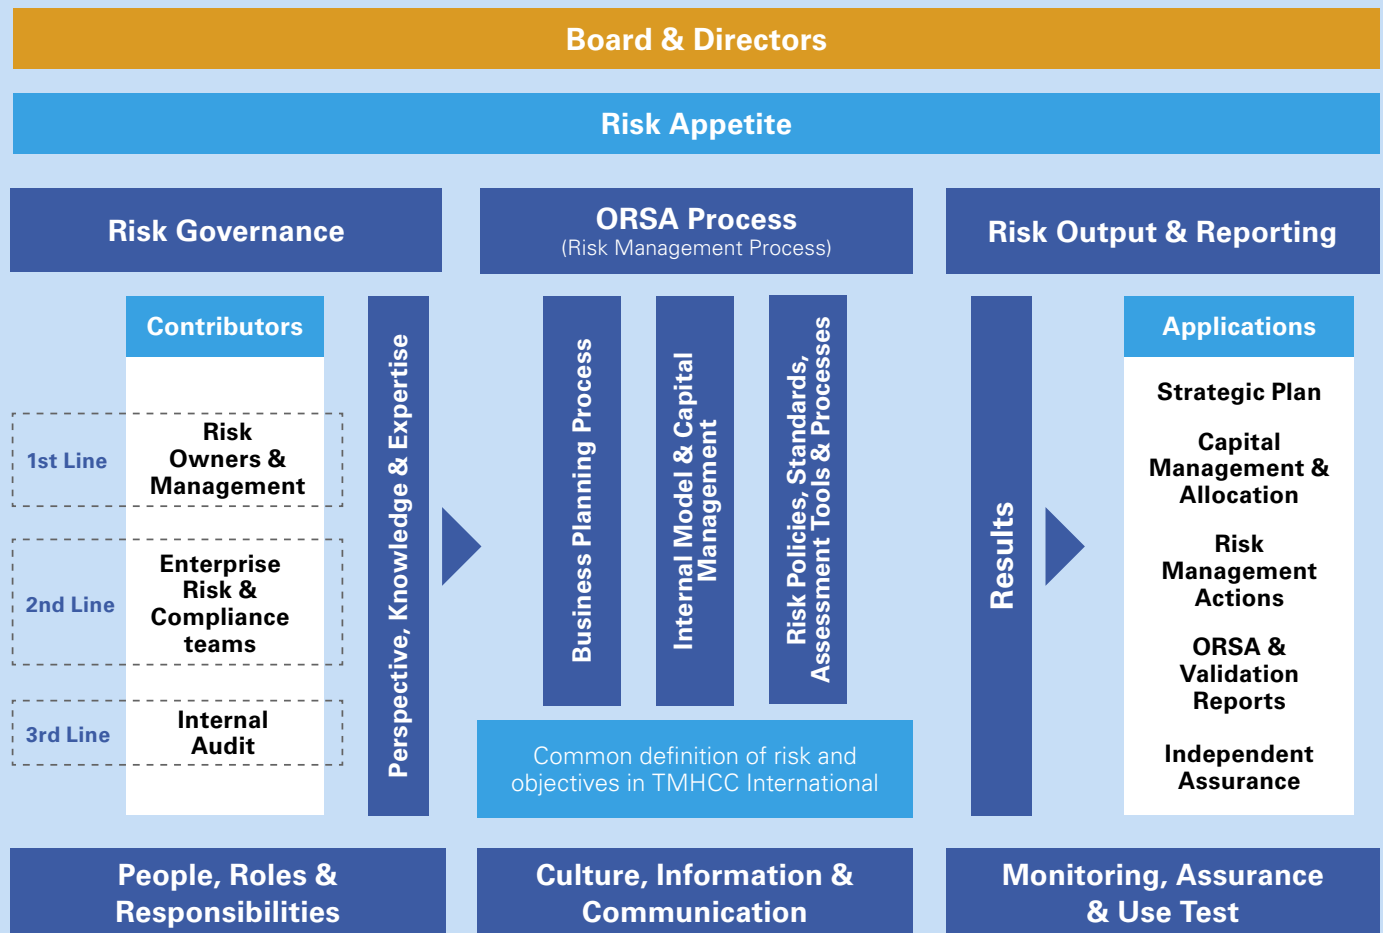 Board & Directors
Risk Appetite
Risk Governance
Contributors
1st Line
Risk
Owners &
Management
2nd Line
Enterprise
Risk &
Compliance
teams
3rd Line
Internal
Audit
Perspective, Knowledge & Expertise
People, Roles &
Responsibilities
ORSA Process
(Risk Management Process)
Business Planning Process
Internal Model & Capital
Management
Risk Policies, Standards,
Assessment Tools & Processes
Common definition of risk and
objectives in TMHCC International
Culture, Information &
Communication
Risk Output & Reporting
Results
Applications
Strategic Plan
Capital
Management &
Allocation
Risk
Management
Actions
ORSA &
Validation
Reports
Independent
Assurance
Monitoring, Assurance
& Use Test